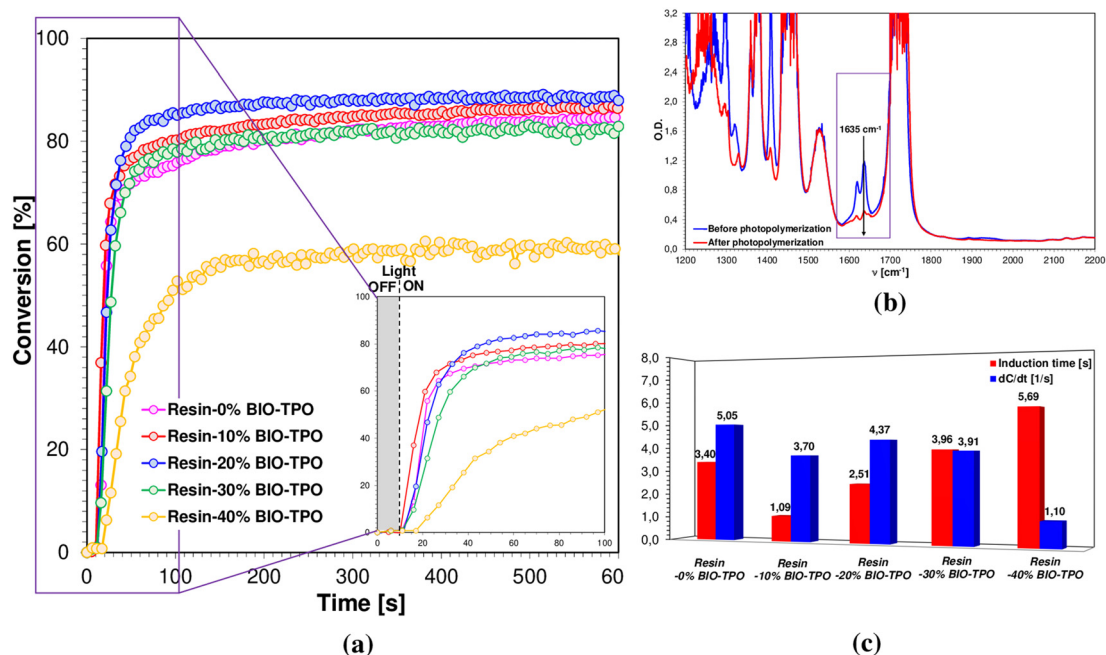 Conversion [%]
100
80
60
40
20
0
0
100
200
300
400
500
60
Time [s]
Resin-0% BIO-TPO
Resin-10% BIO-TPO
Resin-20% BIO-TPO
Resin-30% BIO-TPO
Resin-40% BIO-TPO
Light
OFF ON
100
80
60
40
20
0
0
20
40
60
80
100
(a)
O.D.
3,2
2,8
2,4
2,0
1,6
1,2
0,8
0,4
0,0
1635 cm-1
Before photopolymerization
After photopolymerization
1200 1300 1400 1500 1600 1700 1800 1900 2000 2100 2200
ν [cm-1]
(b)
8,0
7,0
6,0
5,0
4,0
3,0
2,0
1,0
0,0
Induction time [s]
dC/dt [1/s]
3,40
5,05
1,09
3,70
2,51
4,37
3,96
3,91
5,69
1,10
Resin
-0% BIO-TPO
Resin
-10% BIO-TPO
Resin
-20% BIO-TPO
Resin
-30% BIO-TPO
Resin
-40% BIO-TPO
(c)